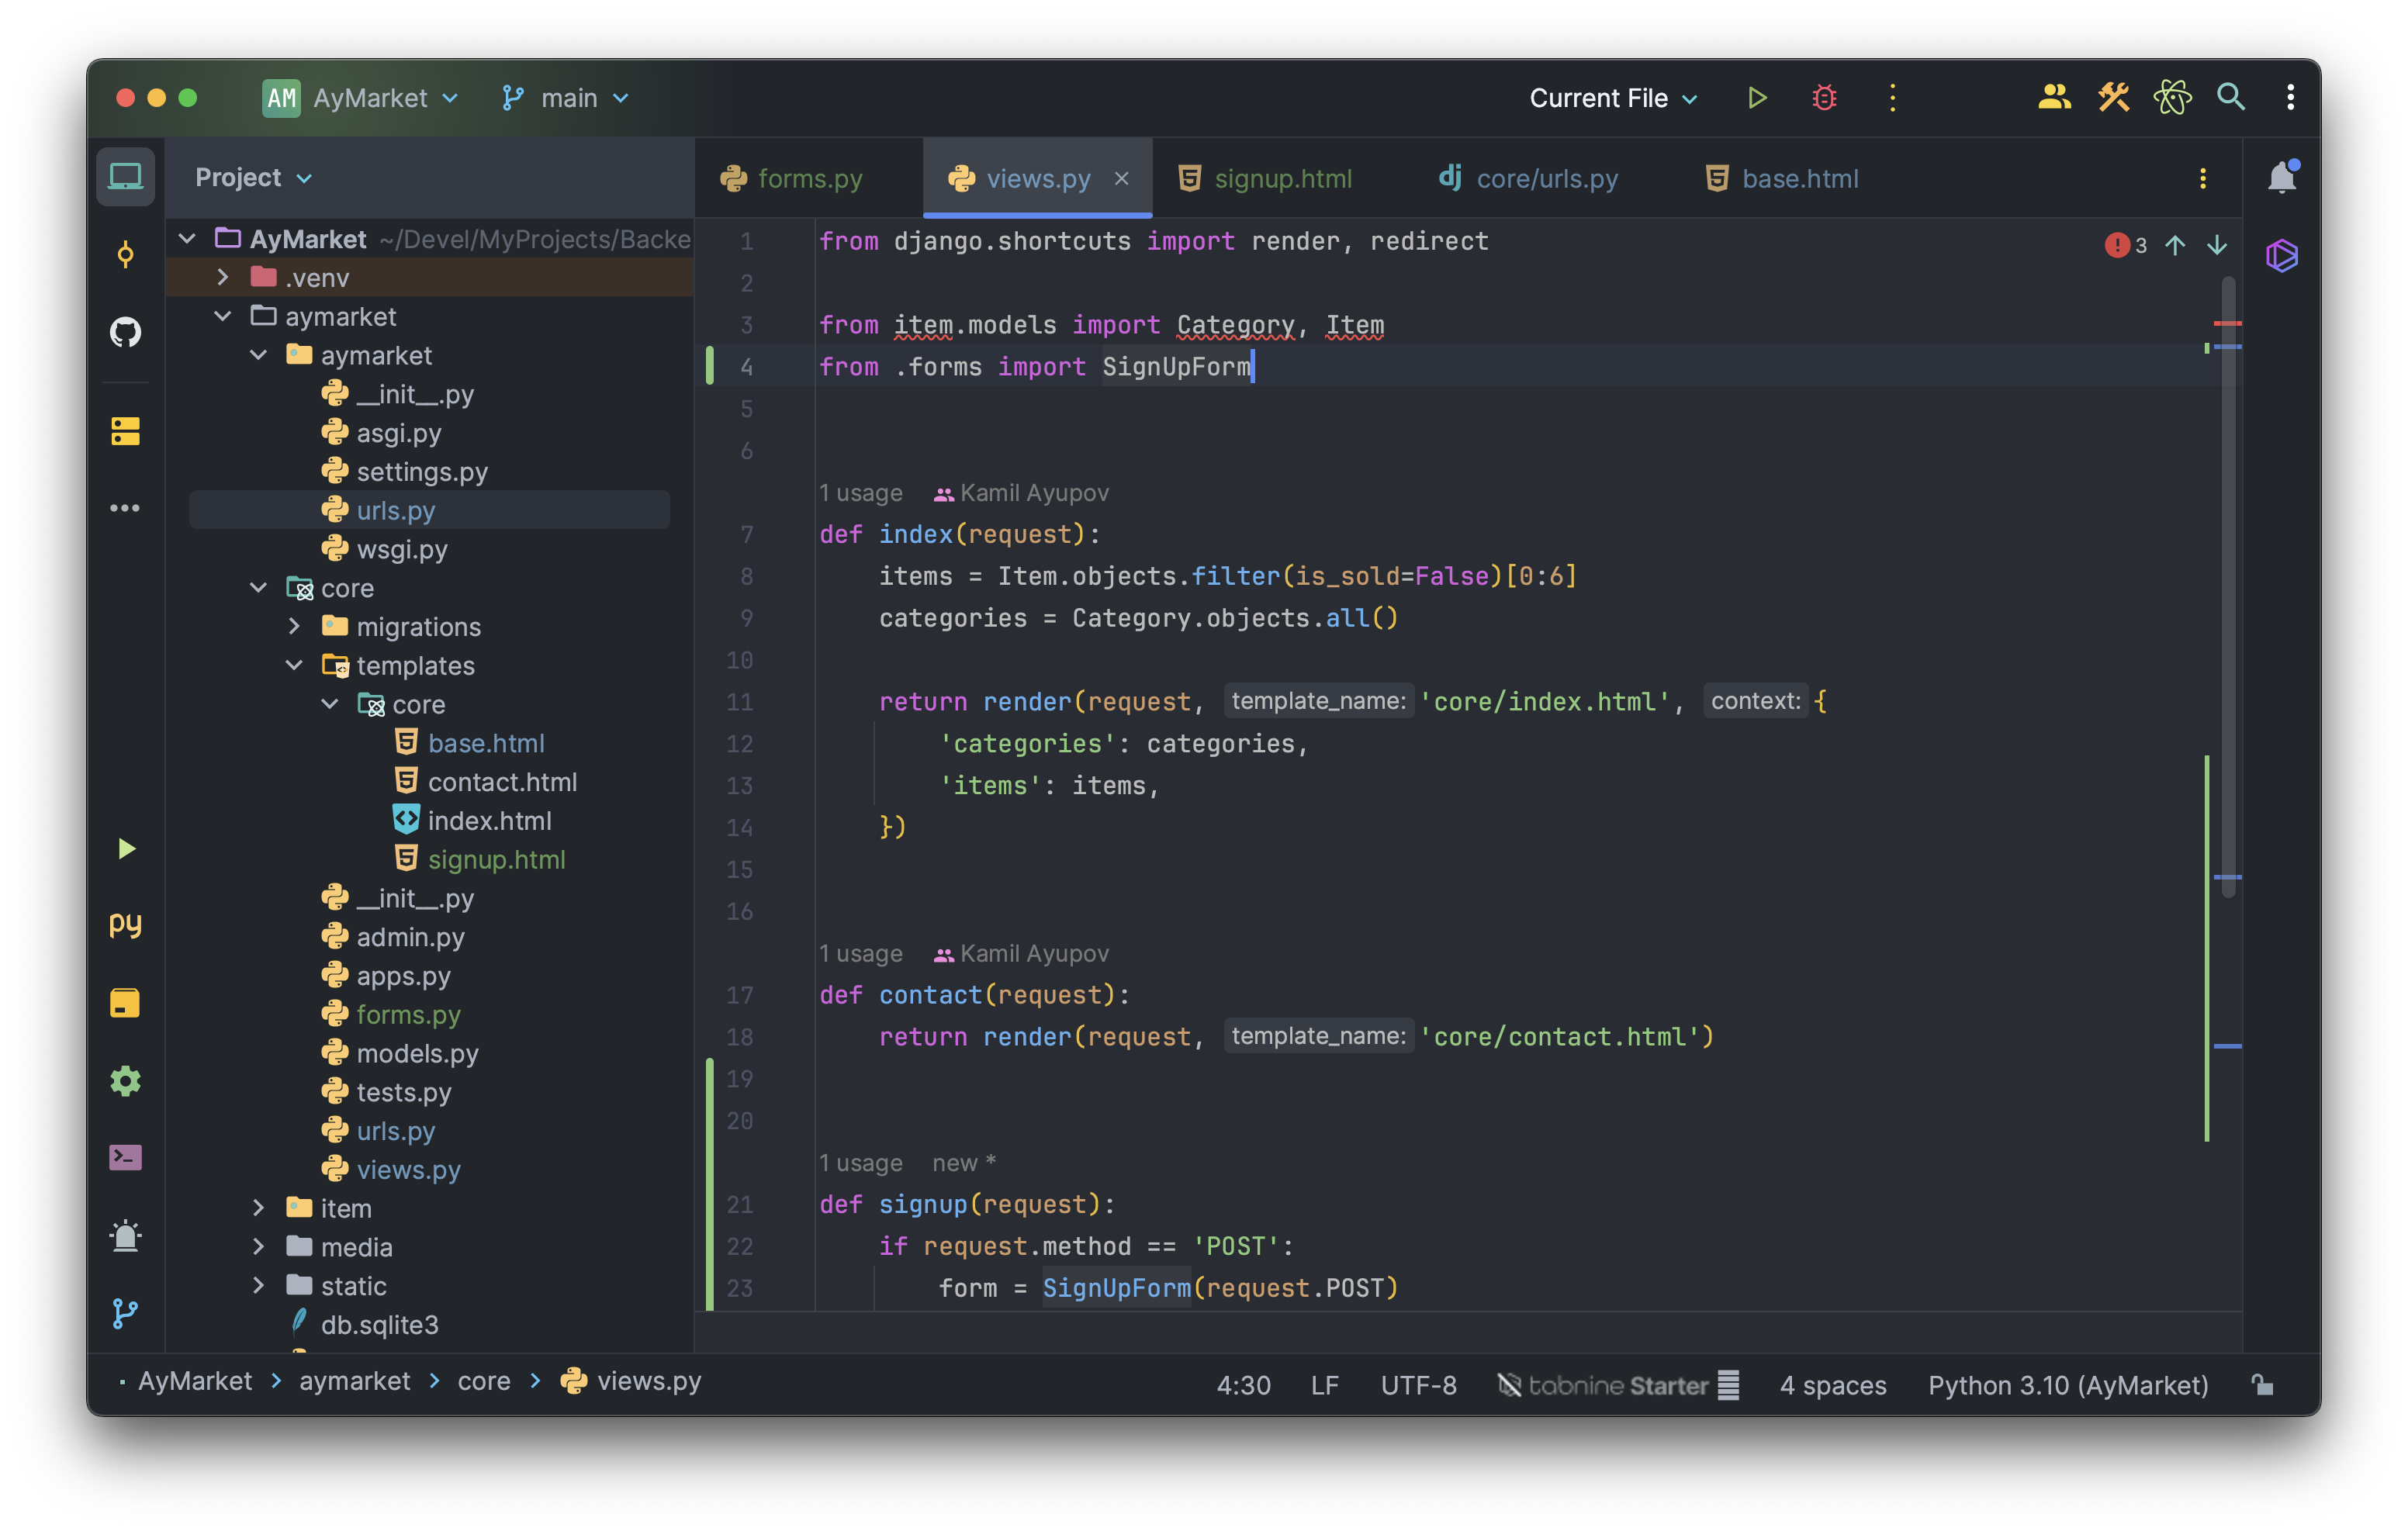 AM AyMarket main Current File
Project
forms.py views.py signup.html core/urls.py base.html
AyMarket ~/Devel/MyProjects/Backe
.venv
aymarket
aymarket
__init__.py
asgi.py
settings.py
urls.py
wsgi.py
core
migrations
templates
core
base.html
contact.html
index.html
signup.html
__init__.py
admin.py
apps.py
forms.py
models.py
tests.py
urls.py
views.py
item
media
static
db.sqlite3
py
3
1 from django.shortcuts import render, redirect
2
3 from item.models import Category, Item
4 from .forms import SignUpForm
5
6
1 usage Kamil Ayupov
7 def index(request):
8 items = Item.objects.filter(is_sold=False)[0:6]
9 categories = Category.objects.all()
10
11 return render(request, template_name: 'core/index.html', context: {
12 'categories': categories,
13 'items': items,
14 })
15
16
1 usage Kamil Ayupov
17 def contact(request):
18 return render(request, template_name: 'core/contact.html')
19
20
1 usage new *
21 def signup(request):
22 if request.method == 'POST':
23 form = SignUpForm(request.POST)
AyMarket > aymarket > core > views.py 4:30 LF UTF-8 tabnine Starter 4 spaces Python 3.10 (AyMarket)